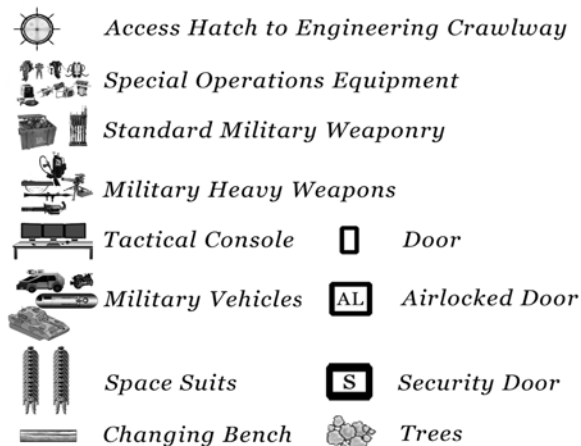 Access Hatch to Engineering Crawlway
Special Operations Equipment
Standard Military Weaponry
Military Heavy Weapons
Tactical Console
Door
Military Vehicles
AL
Airlocked Door
Space Suits
S
Security Door
Changing Bench
Trees